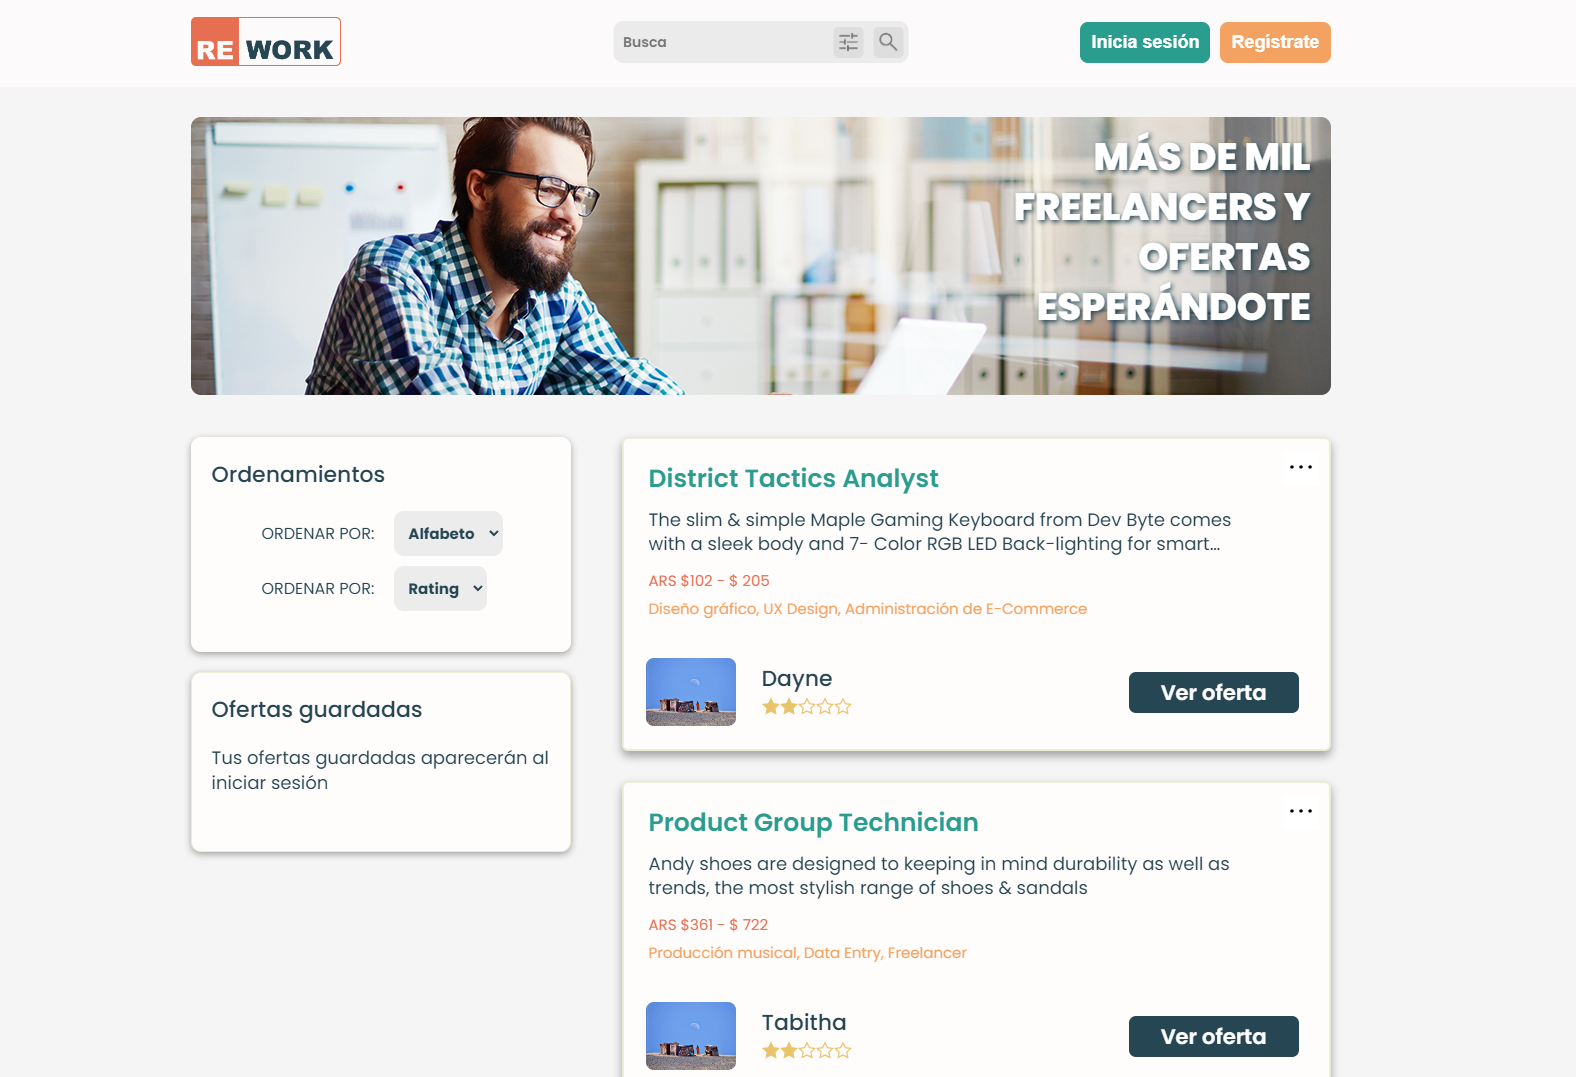 RE WORK
Busca
Inicia sesión
Regístrate
MÁS DE MIL
FREELANCERS Y
OFERTAS
ESPERÁNDOTE
Ordenamientos
ORDENAR POR:
Alfabeto
ORDENAR POR:
Rating
Ofertas guardadas
Tus ofertas guardadas aparecerán al
iniciar sesión
District Tactics Analyst
The slim & simple Maple Gaming Keyboard from Dev Byte comes
with a sleek body and 7- Color RGB LED Back-lighting for smart...
ARS $102 - $ 205
Diseño gráfico, UX Design, Administración de E-Commerce
Dayne
Ver oferta
Product Group Technician
Andy shoes are designed to keeping in mind durability as well as
trends, the most stylish range of shoes & sandals
ARS $361 - $ 722
Producción musical, Data Entry, Freelancer
Tabitha
Ver oferta